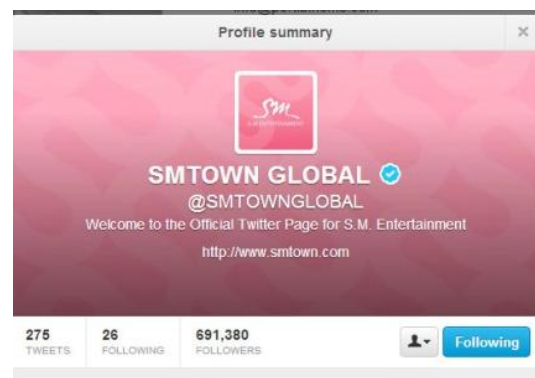 Profile summary
×
SM
S.M. ENTERTAINMENT
SMTOWN GLOBAL
@SMTOWNGLOBAL
Welcome to the Official Twitter Page for S.M. Entertainment
http://www.smtown.com
275
TWEETS
26
FOLLOWING
691,380
FOLLOWERS
Following